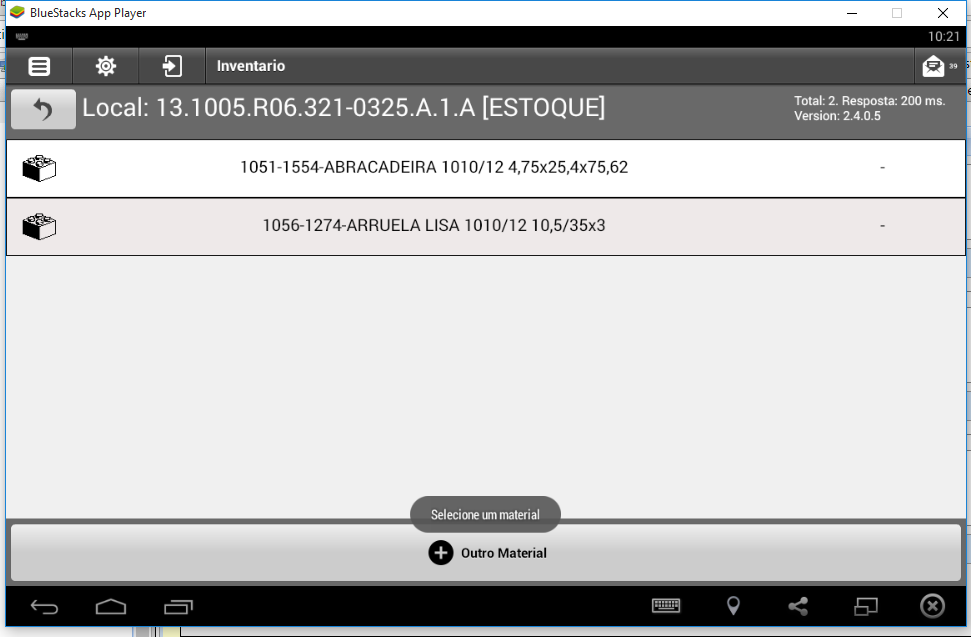 BlueStacks App Player
10:21
Inventario
39
Local: 13.1005.R06.321-0325.A.1.A [ESTOQUE]
Total: 2. Resposta: 200 ms.
Version: 2.4.0.5
1051-1554-ABRACADEIRA 1010/12 4,75x25,4x75,62 -
1056-1274-ARRUELA LISA 1010/12 10,5/35x3 -
Selecione um material
Outro Material